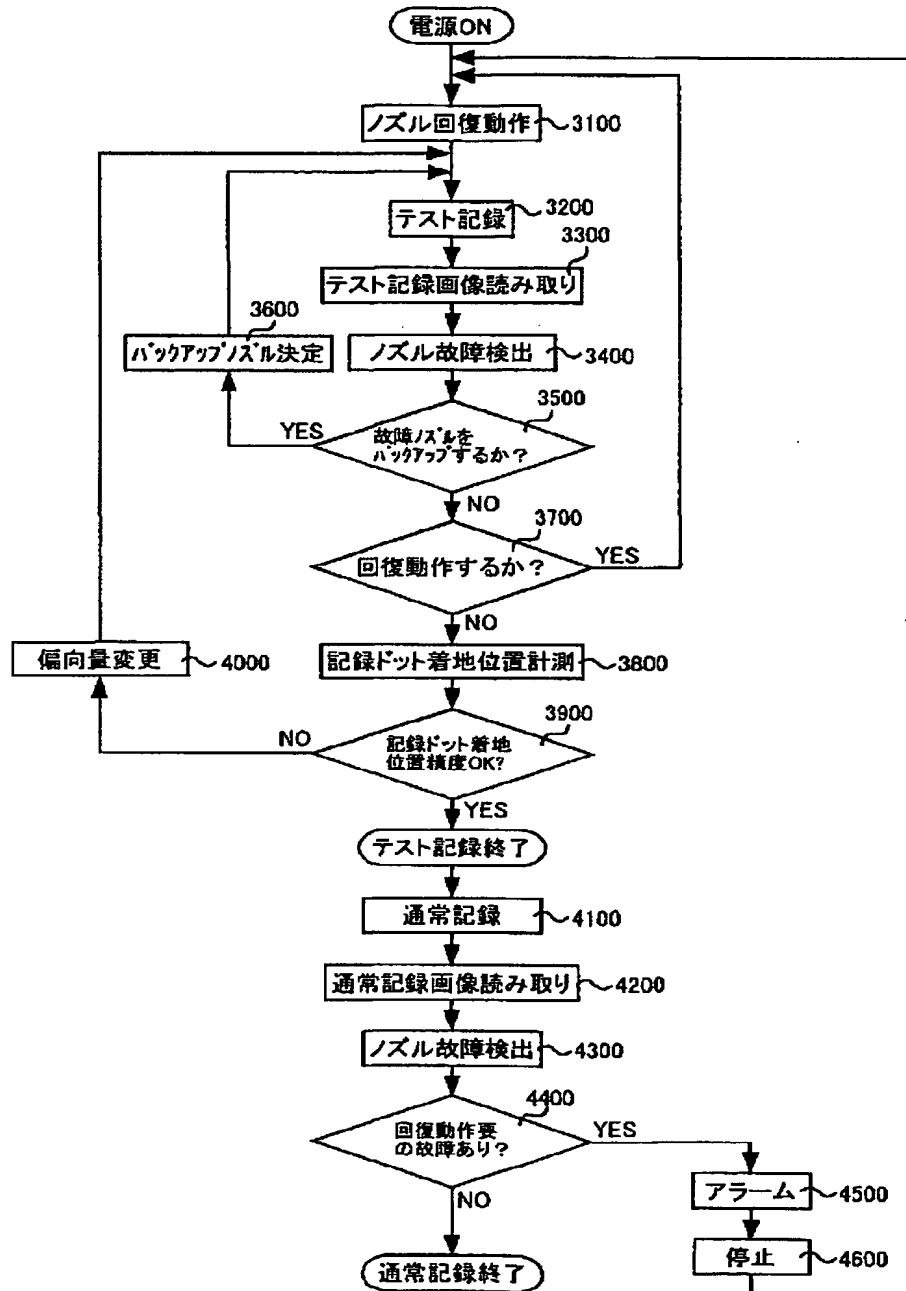 電源ON
ノズル回復動作
3100
テスト記録
3200
テスト記録画像読み取り
3300
バックアップノズル決定
3600
ノズル故障検出
3400
故障ノズルを
バックアップするか?
3500
YES
NO
回復動作するか?
3700
YES
NO
偏向量変更
4000
記録ドット着地位置計測
3800
記録ドット着地
位置精度OK?
3900
NO
YES
テスト記録終了
通常記録
4100
通常記録画像読み取り
4200
ノズル故障検出
4300
回復動作要
の故障あり?
4400
YES
NO
アラーム
4500
停止
4600
通常記録終了